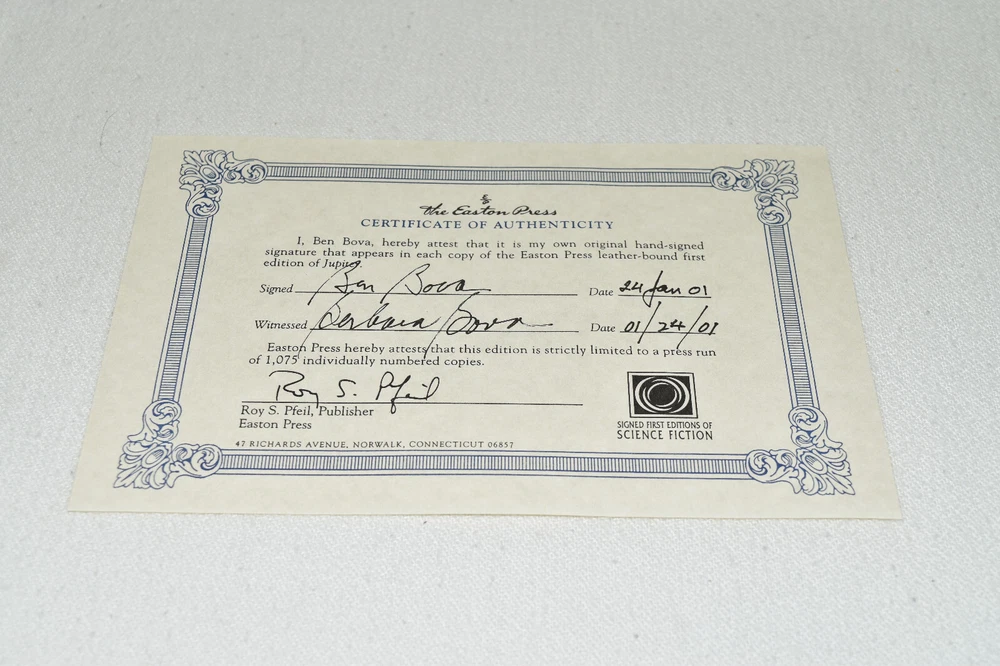 the Easton Press
CERTIFICATE OF AUTHENTICITY
I, Ben Bova, hereby attest that it is my own original hand-signed
signature that appears in each copy of the Easton Press leather-bound first
edition of Jupiter.
Signed Ben Bova Date 24 Jan 01
Witnessed Barbara Bova Date 01/24/01
Easton Press hereby attests that this edition is strictly limited to a press run
of 1,075 individually numbered copies.
Roy S. Pfeil
Roy S. Pfeil, Publisher
Easton Press
SIGNED FIRST EDITIONS OF
SCIENCE FICTION
47 RICHARDS AVENUE, NORWALK, CONNECTICUT 06857